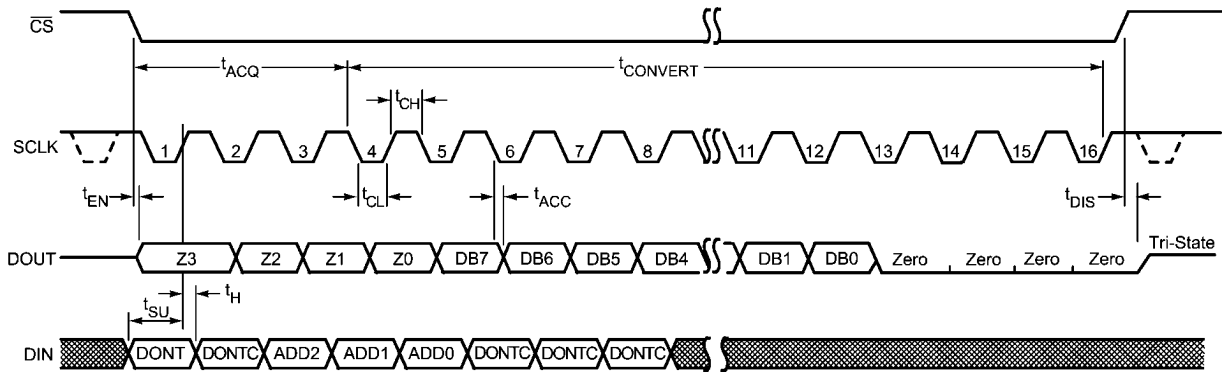 CS
tACQ
tCONVERT
tCH
SCLK
1 2 3 4 5 6 7 8 11 12 13 14 15 16
tEN
tCL
tACC
tDIS
DOUT
Z3 Z2 Z1 Z0 DB7 DB6 DB5 DB4 DB1 DB0 Zero Zero Zero Zero
Tri-State
tSU
tH
DIN
DONT DONTC ADD2 ADD1 ADD0 DONTC DONTC DONTC